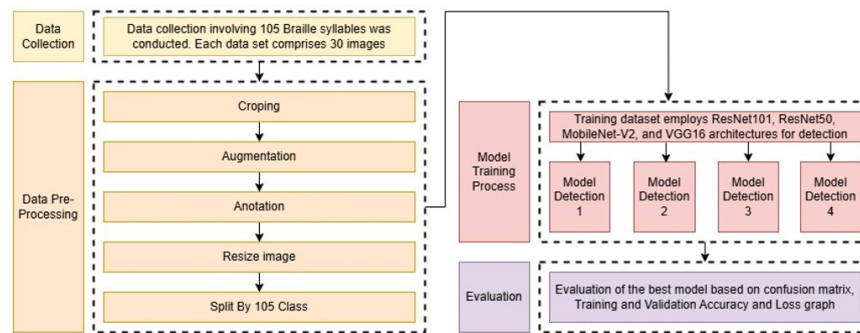 Data
Collection
Data collection involving 105 Braille syllables was
conducted. Each data set comprises 30 images
Data Pre-
Processing
Croping
Augmentation
Anotation
Resize image
Split By 105 Class
Model
Training
Process
Training dataset employs ResNet101, ResNet50,
MobileNet-V2, and VGG16 architectures for detection
Model
Detection
1
Model
Detection
2
Model
Detection
3
Model
Detection
4
Evaluation
Evaluation of the best model based on confusion matrix,
Training and Validation Accuracy and Loss graph